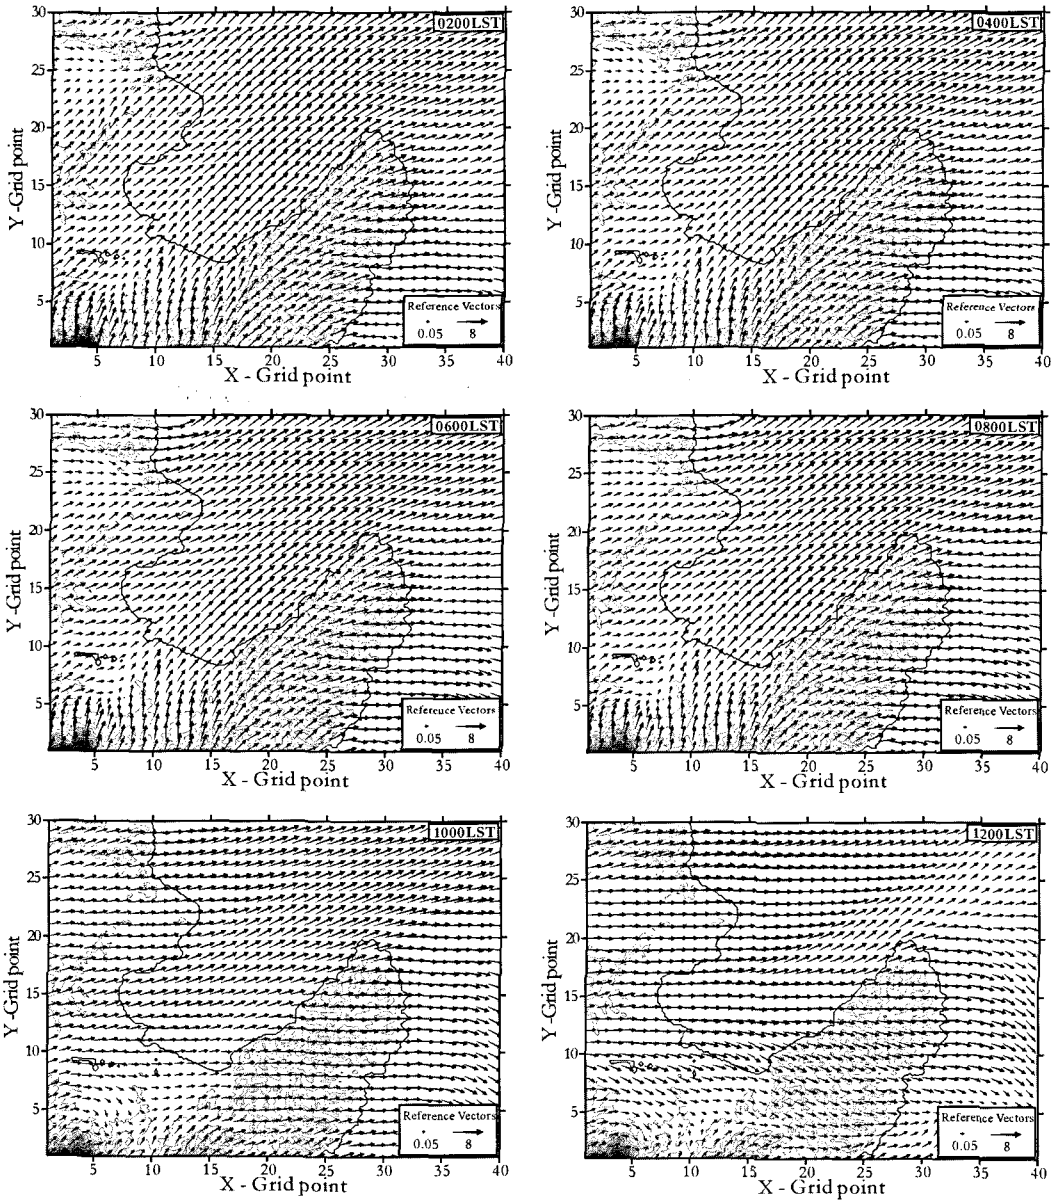 30
0200LST
25
20
15
10
5
Y -Grid point
Reference Vectors
0.05 8
5 10 15 20 25 30 35 40
X - Grid point
30
0400LST
25
20
15
10
5
Y -Grid point
Reference Vectors
0.05 8
5 10 15 20 25 30 35 40
X - Grid point
30
0600LST
25
20
15
10
5
Y -Grid point
Reference Vectors
0.05 8
5 10 15 20 25 30 35 40
X - Grid point
30
0800LST
25
20
15
10
5
Y -Grid point
Reference Vectors
0.05 8
5 10 15 20 25 30 35 40
X - Grid point
30
1000LST
25
20
15
10
5
Y -Grid point
Reference Vectors
0.05 8
5 10 15 20 25 30 35 40
X - Grid point
30
1200LST
25
20
15
10
5
Y -Grid point
Reference Vectors
0.05 8
5 10 15 20 25 30 35 40
X - Grid point